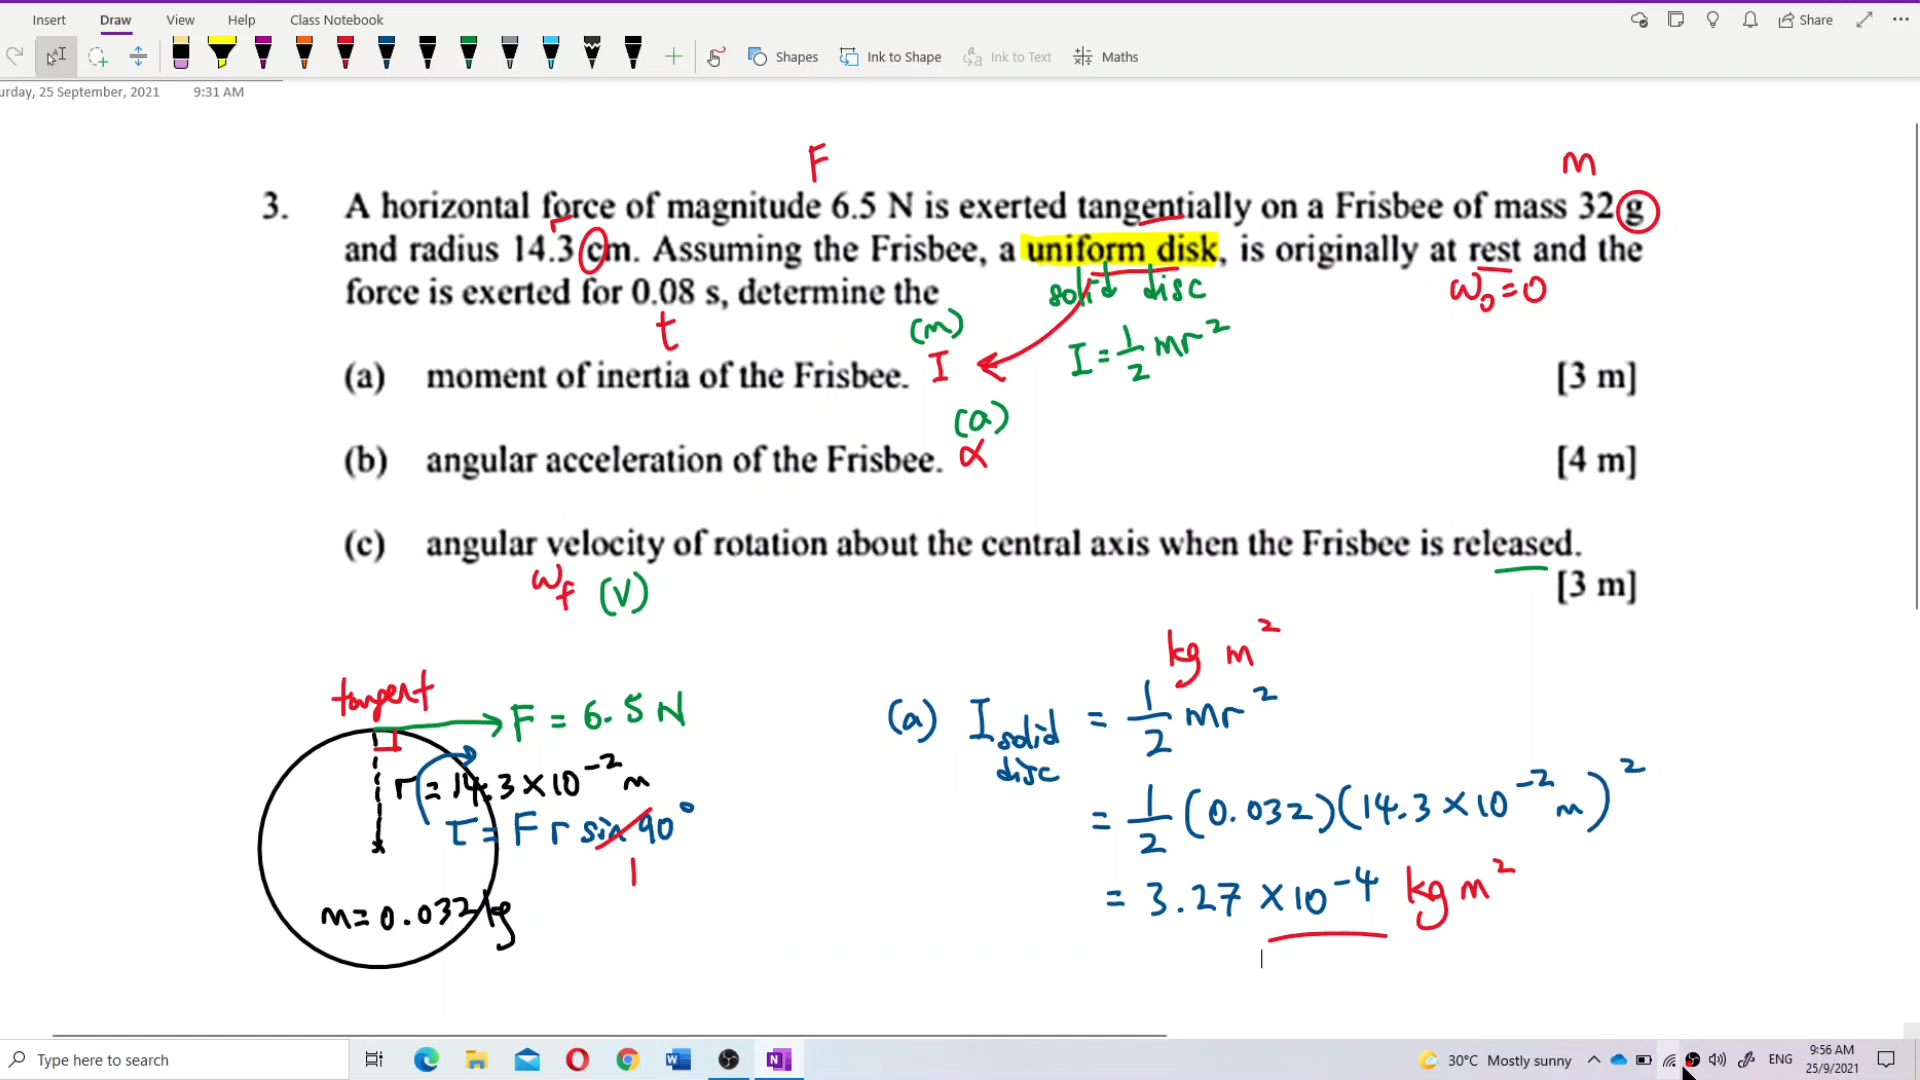 Insert Draw View Help Class Notebook
Share
Shapes Ink to Shape Ink to Text Maths
urday, 25 September, 2021 9:31 AM
F m
3. A horizontal force of magnitude 6.5 N is exerted tangentially on a Frisbee of mass 32 g
r
and radius 14.3 cm. Assuming the Frisbee, a uniform disk, is originally at rest and the
solid disc ω₀ = 0
force is exerted for 0.08 s, determine the
t (m) I = 1/2 mr²
(a) moment of inertia of the Frisbee. I [3 m]
(a)
(b) angular acceleration of the Frisbee. α [4 m]
(c) angular velocity of rotation about the central axis when the Frisbee is released.
ωf (v) [3 m]
kg m²
tangent
F = 6.5 N
(a) I solid disc = 1/2 mr²
r = 14.3 × 10⁻² m
τ = F r sin 90°
1
= 1/2 (0.032)(14.3 × 10⁻² m)²
m = 0.032 kg
= 3.27 × 10⁻⁴ kg m²
Type here to search
30°C Mostly sunny ENG 9:56 AM
25/9/2021